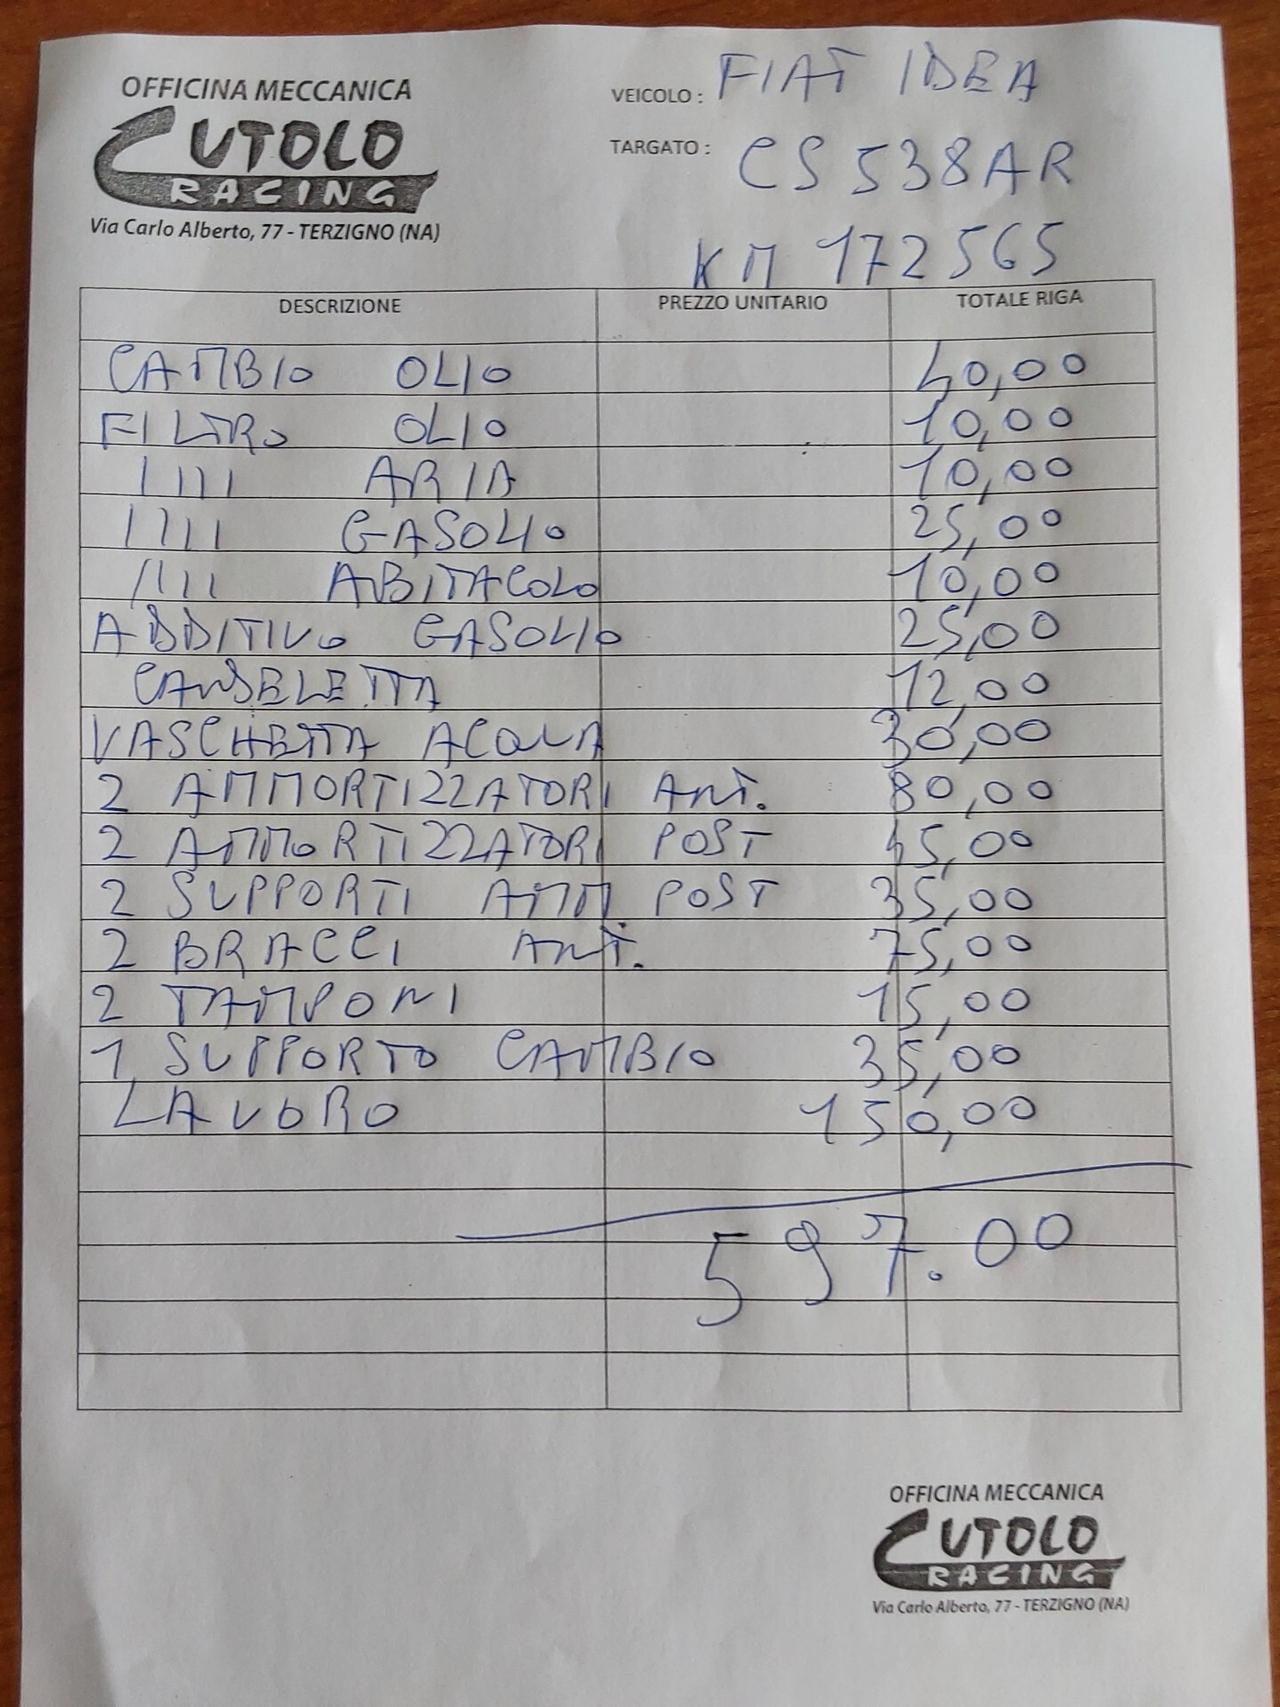 OFFICINA MECCANICA
CUTOLO
RACING
Via Carlo Alberto, 77 - TERZIGNO (NA)
VEICOLO : FIAT IDEA
TARGATO : CS 538AR
KM 172565
DESCRIZIONE PREZZO UNITARIO TOTALE RIGA
CAMBIO OLIO 40,00
FILTRO OLIO 10,00
IIII ARIA 10,00
IIII GASOLIO 25,00
IIII ABITACOLO 10,00
ADDITIVO GASOLIO 25,00
CANDELETTA 12,00
VASCHETTA ACQUA 30,00
2 AMMORTIZZATORI ANT. 80,00
2 AMMORTIZZATORI POST 45,00
2 SUPPORTI AMM. POST 35,00
2 BRACCI ANT. 75,00
2 TAMPONI 15,00
1 SUPPORTO CAMBIO 35,00
LAVORO 150,00
597.00
OFFICINA MECCANICA
CUTOLO
RACING
Via Carlo Alberto, 77 - TERZIGNO (NA)